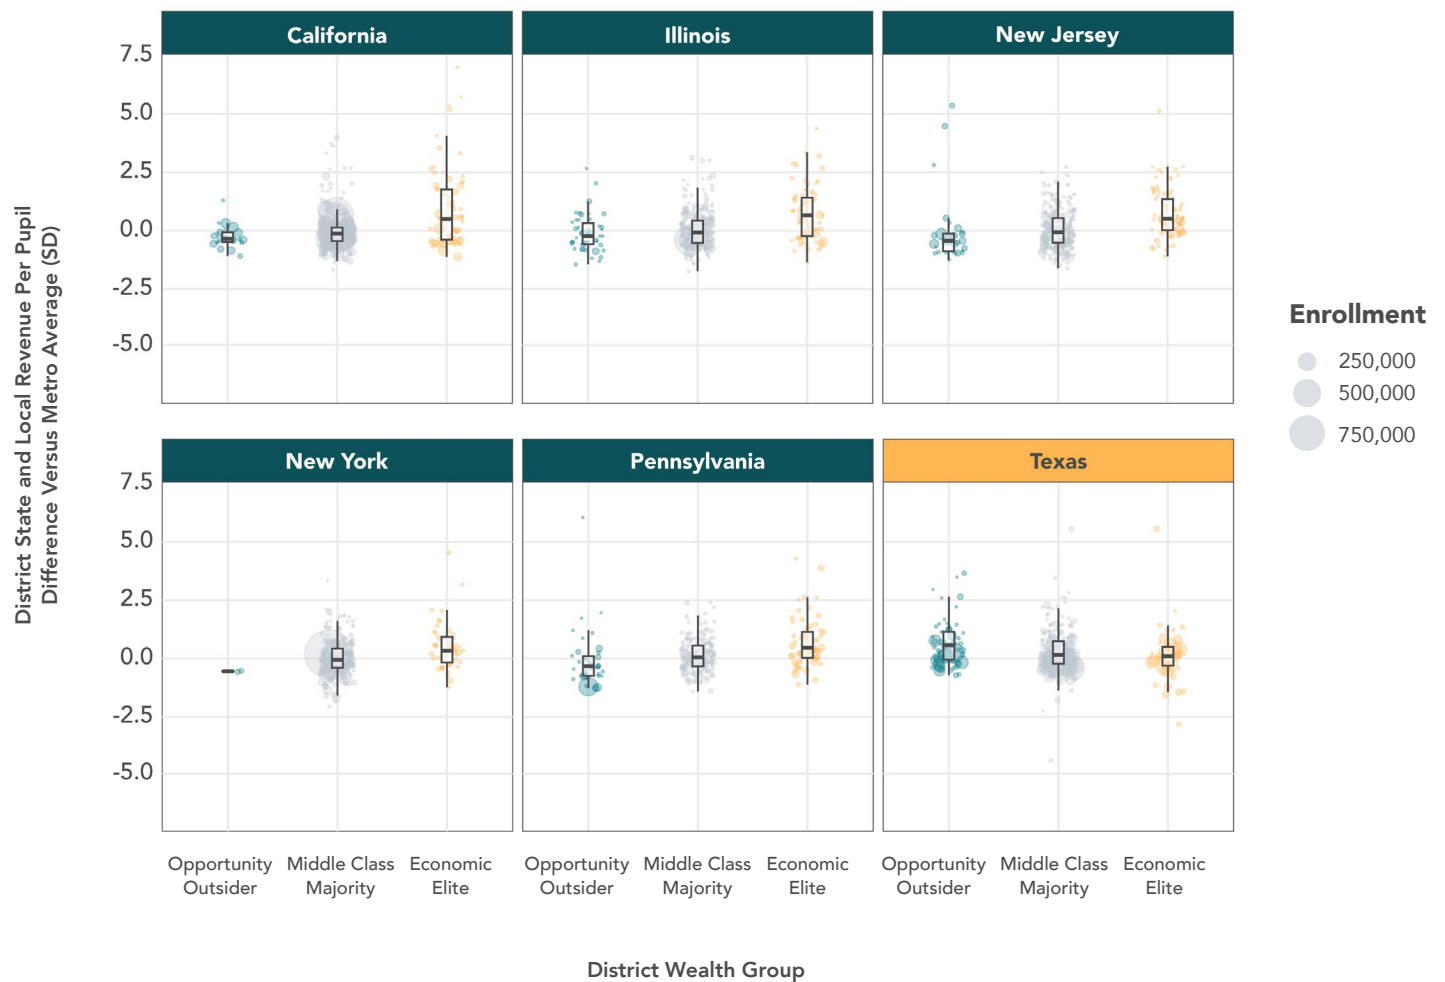 District State and Local Revenue Per Pupil
Difference Versus Metro Average (SD)
California
Illinois
New Jersey
7.5
5.0
2.5
0.0
-2.5
-5.0
New York
Pennsylvania
Texas
7.5
5.0
2.5
0.0
-2.5
-5.0
Opportunity
Outsider
Middle Class
Majority
Economic
Elite
Opportunity
Outsider
Middle Class
Majority
Economic
Elite
Opportunity
Outsider
Middle Class
Majority
Economic
Elite
District Wealth Group
Enrollment
250,000
500,000
750,000